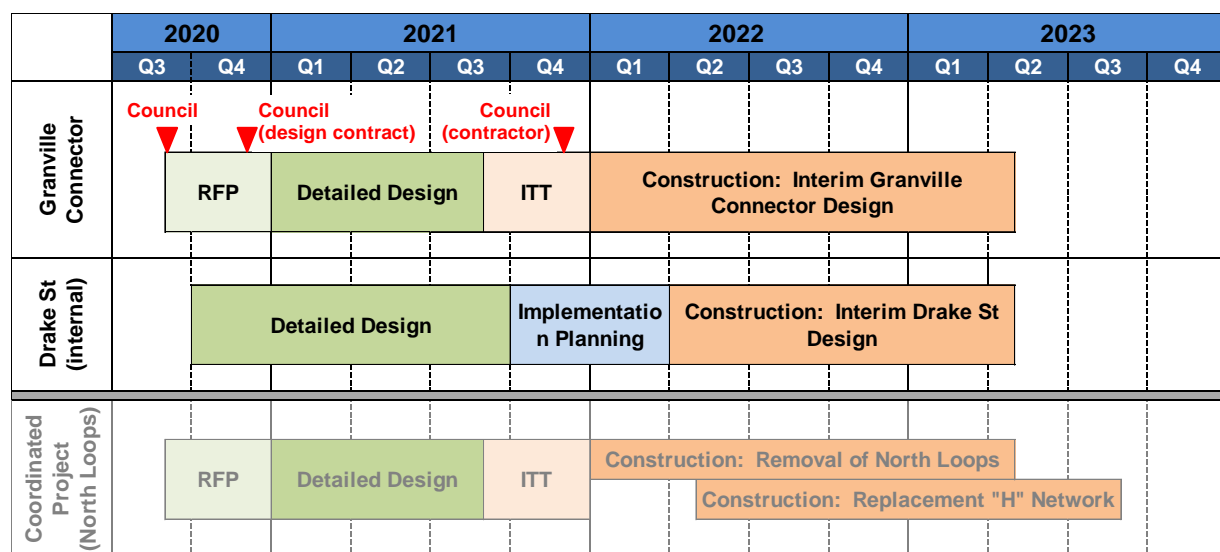 2020 2021 2022 2023
Q3 Q4 Q1 Q2 Q3 Q4 Q1 Q2 Q3 Q4 Q1 Q2 Q3 Q4
Granville
Connector
Council
Council
(design contract)
Council
(contractor)
RFP
Detailed Design
ITT
Construction: Interim Granville
Connector Design
Drake St
(internal)
Detailed Design
Implementatio
n Planning
Construction: Interim Drake St
Design
Coordinated
Project
(North Loops)
RFP
Detailed Design
ITT
Construction: Removal of North Loops
Construction: Replacement "H" Network